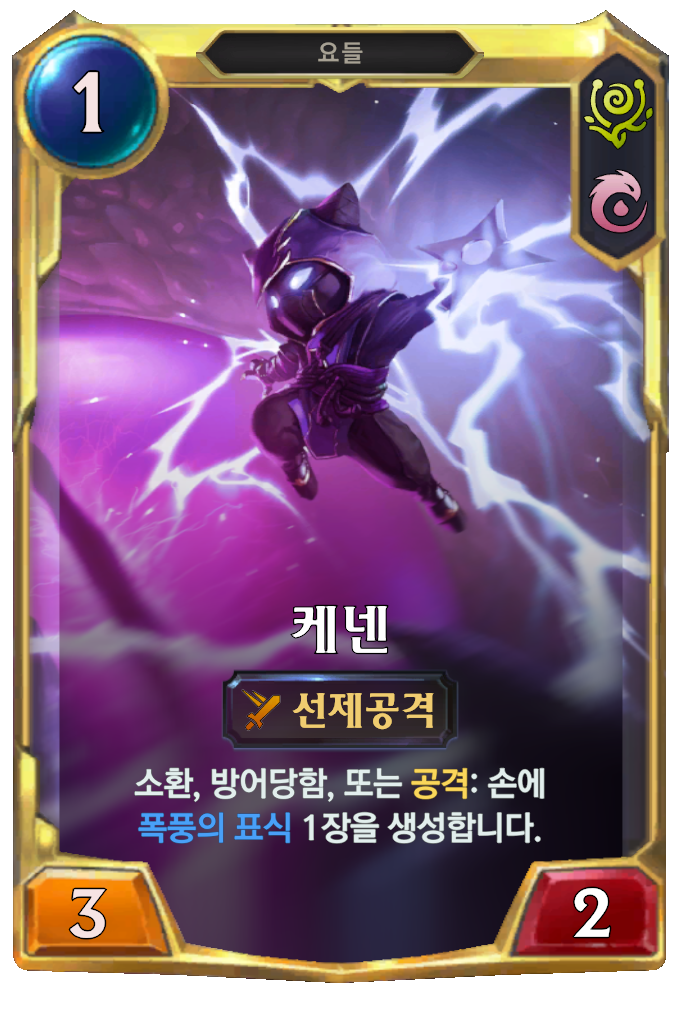 요들
1
케넨
선제공격
소환, 방어당함, 또는 공격: 손에
폭풍의 표식 1장을 생성합니다.
3
2